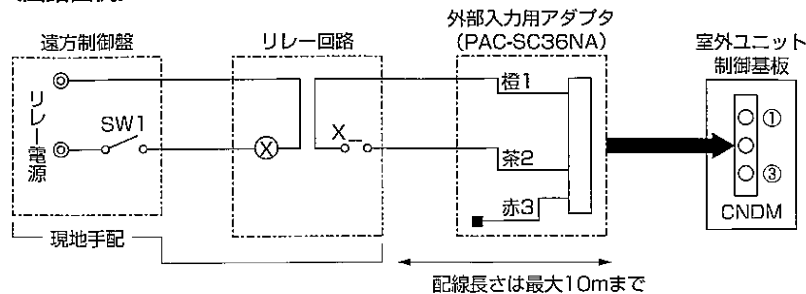 遠方制御盤
リレー回路
外部入力用アダプタ
(PAC-SC36NA)
室外ユニット
制御基板
リレー電源
SW1
X
X
橙1
茶2
赤3
①
③
CNDM
現地手配
配線長さは最大10mまで